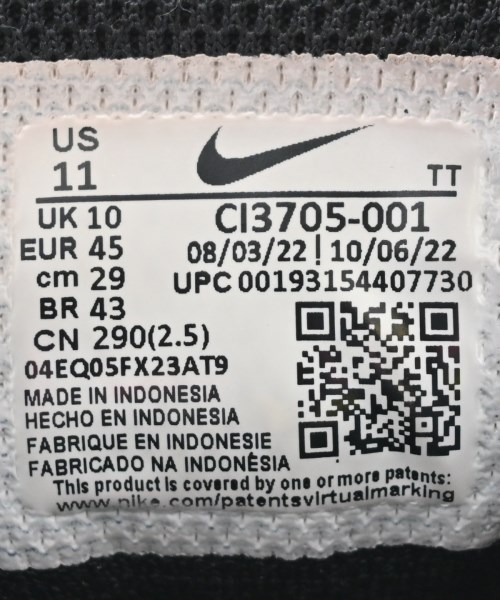 US
11
TT
UK 10
CI3705-001
EUR 45
08/03/22 | 10/06/22
cm 29
UPC 00193154407730
BR 43
CN 290(2.5)
04EQ05FX23AT9
MADE IN INDONESIA
HECHO EN INDONESIA
FABRIQUE EN INDONESIE
FABRICADO NA INDONÉSIA
This product is covered by one or more patents:
www.nike.com/patentsvirtualmarking